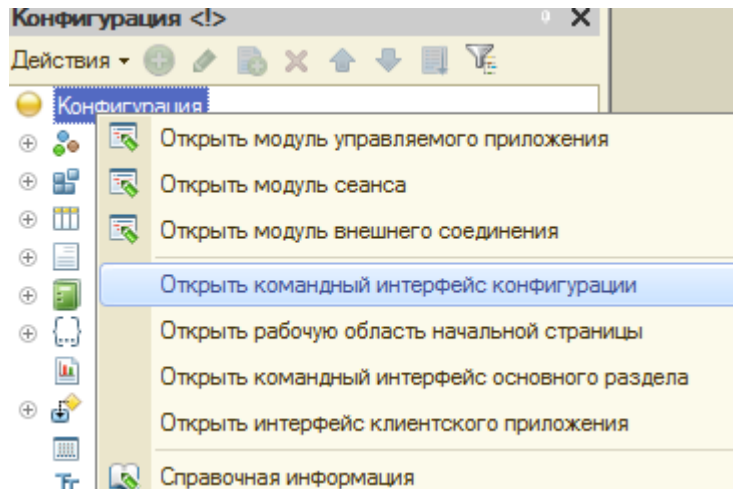 Конфигурация <!>
Действия
Конфигурация
Открыть модуль управляемого приложения
Открыть модуль сеанса
Открыть модуль внешнего соединения
Открыть командный интерфейс конфигурации
Открыть рабочую область начальной страницы
Открыть командный интерфейс основного раздела
Открыть интерфейс клиентского приложения
Справочная информация